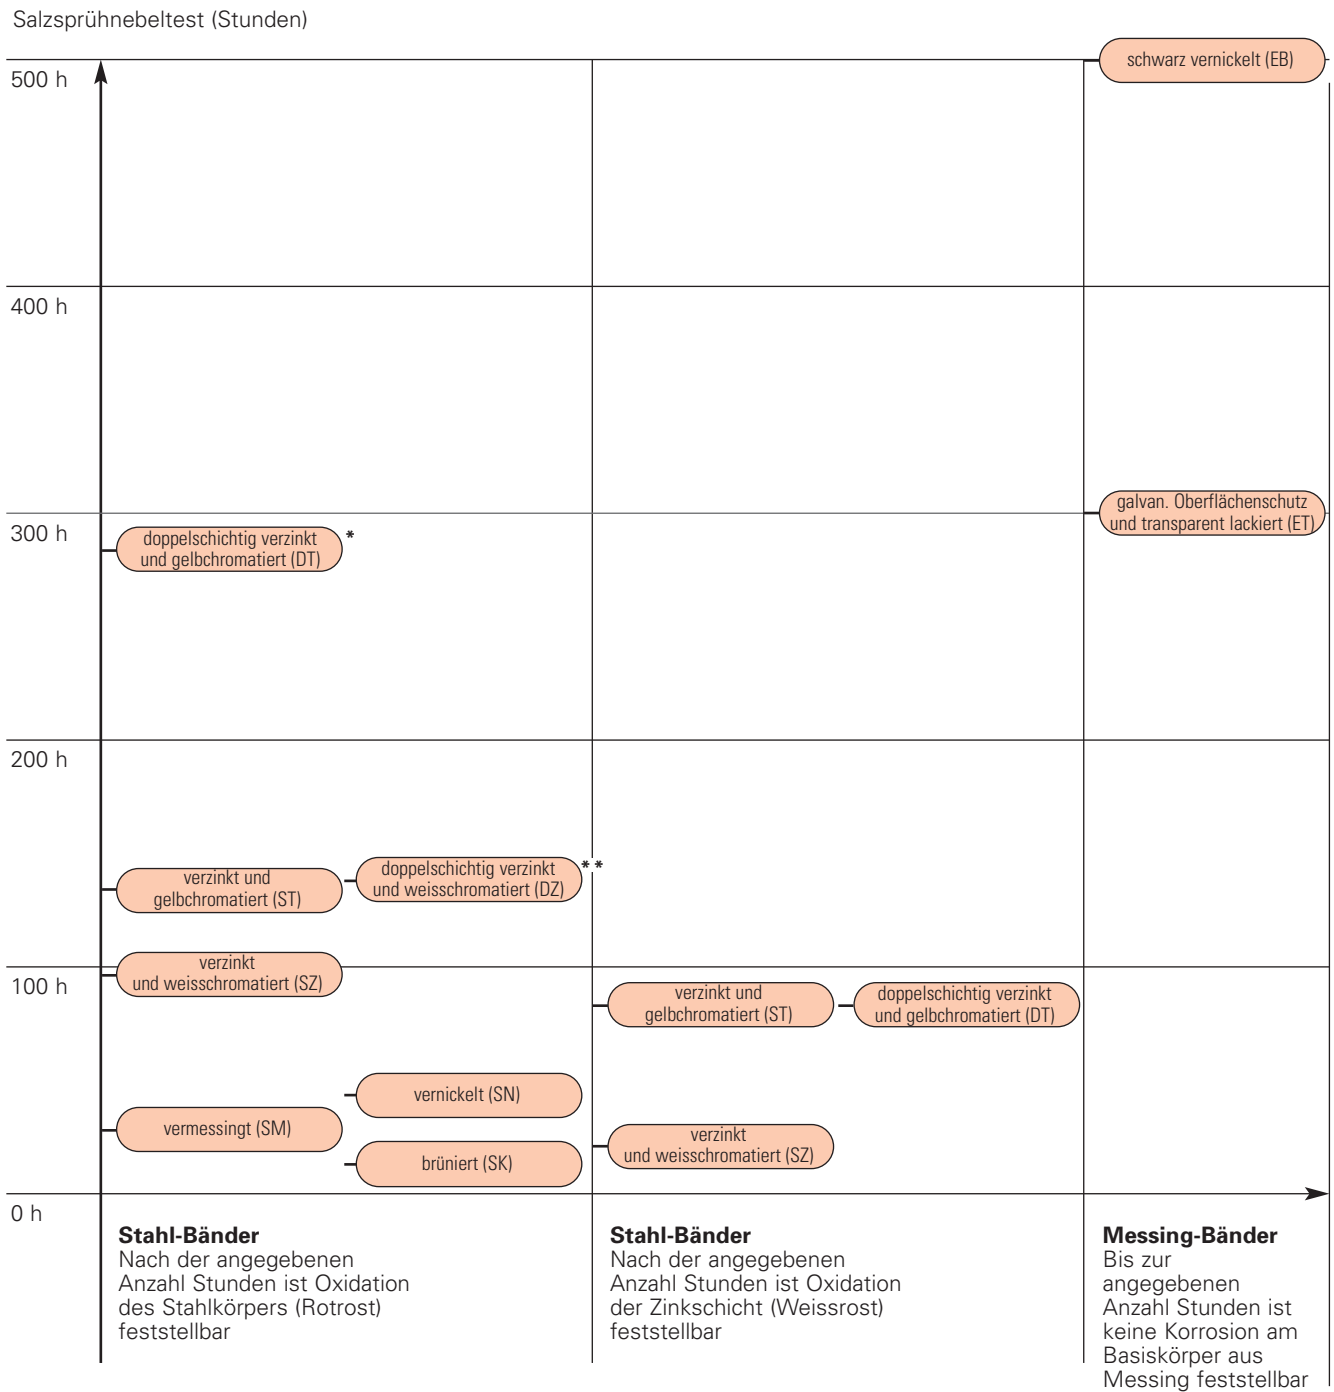 Salzsprühnebeltest (Stunden)
500 h
schwarz vernickelt (EB)
400 h
galvan. Oberflächenschutz
und transparent lackiert (ET)
300 h
doppelschichtig verzinkt
und gelbchromatiert (DT)
*
200 h
verzinkt und
gelbchromatiert (ST)
doppelschichtig verzinkt
und weisschromatiert (DZ)
**
verzinkt
und weisschromatiert (SZ)
100 h
verzinkt und
gelbchromatiert (ST)
doppelschichtig verzinkt
und gelbchromatiert (DT)
vernickelt (SN)
vermessingt (SM)
brüniert (SK)
verzinkt
und weisschromatiert (SZ)
0 h
Stahl-Bänder
Nach der angegebenen
Anzahl Stunden ist Oxidation
des Stahlkörpers (Rotrost)
feststellbar
Stahl-Bänder
Nach der angegebenen
Anzahl Stunden ist Oxidation
der Zinkschicht (Weissrost)
feststellbar
Messing-Bänder
Bis zur
angegebenen
Anzahl Stunden ist
keine Korrosion am
Basiskörper aus
Messing feststellbar